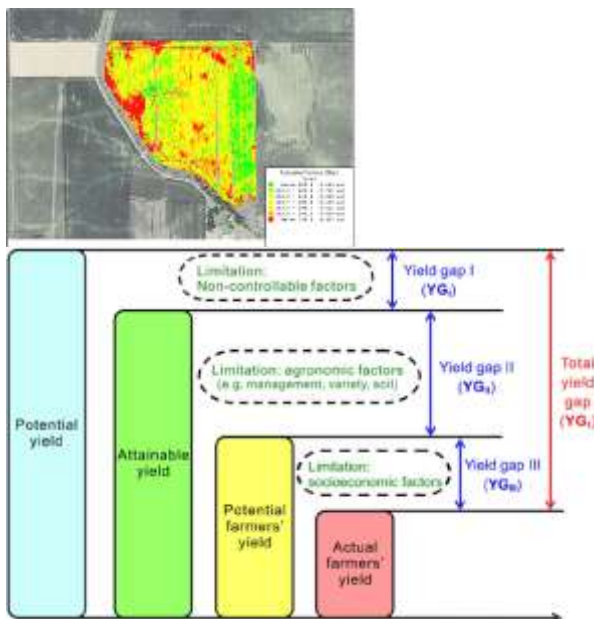 Limitation:
Non-controllable factors
Yield gap I
(YGI)
Limitation: agronomic factors
(e.g. management, variety, soil)
Yield gap II
(YGII)
Total
yield
gap
(YGt)
Potential
yield
Attainable
yield
Limitation:
socioeconomic factors
Yield gap III
(YGIII)
Potential
farmers'
yield
Actual
farmers'
yield